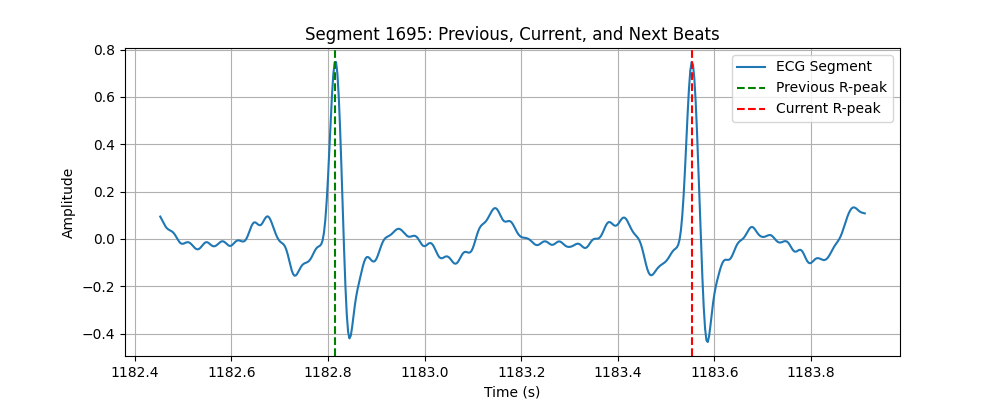 Segment 1695: Previous, Current, and Next Beats
ECG Segment
Previous R-peak
Current R-peak
Amplitude
0.8
0.6
0.4
0.2
0.0
−0.2
−0.4
1182.4 1182.6 1182.8 1183.0 1183.2 1183.4 1183.6 1183.8
Time (s)